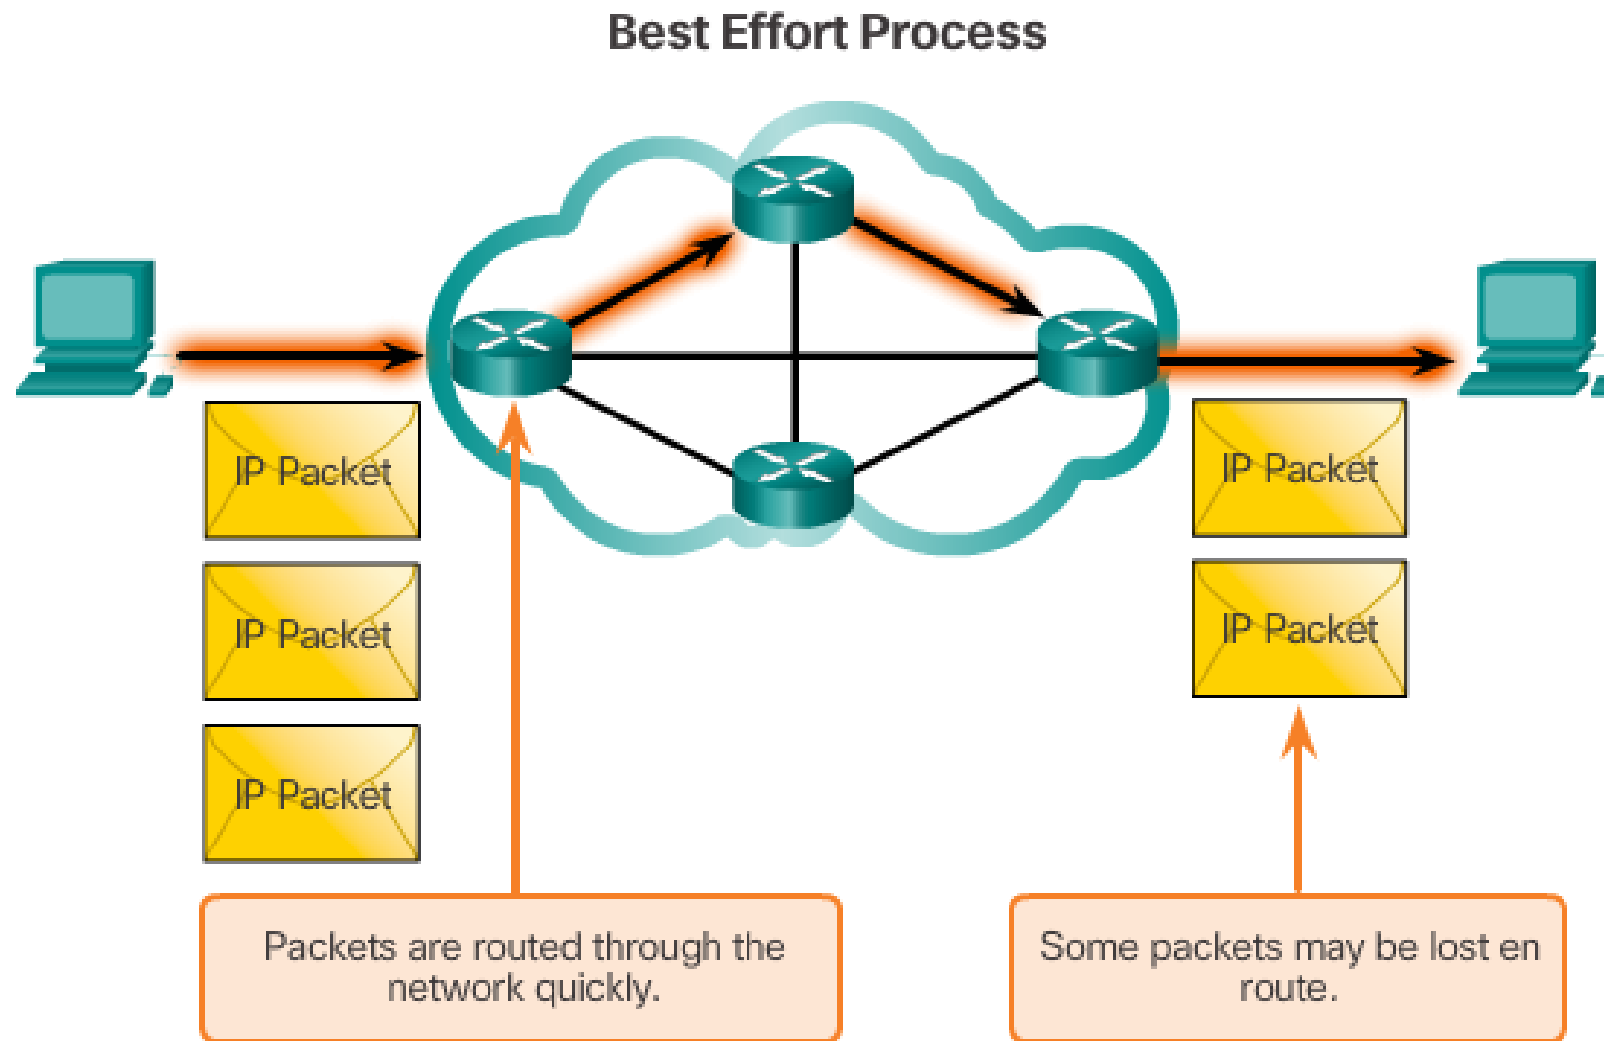 Best Effort Process
IP Packet
IP Packet
IP Packet
IP Packet
IP Packet
Packets are routed through the
network quickly.
Some packets may be lost en
route.